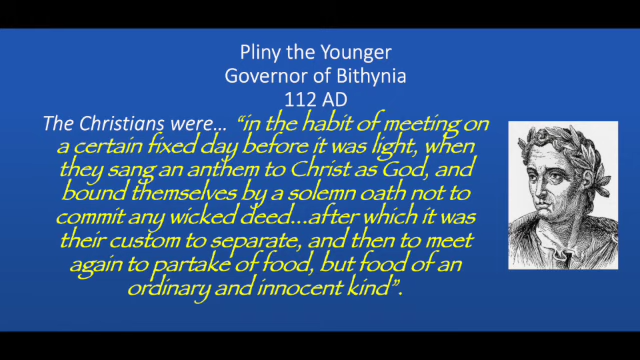 Pliny the Younger
Governor of Bithynia
112 AD
The Christians were... “in the habit of meeting on
a certain fixed day before it was light, when
they sang an anthem to Christ as God, and
bound themselves by a solemn oath not to
commit any wicked deed...after which it was
their custom to separate, and then to meet
again to partake of food, but food of an
ordinary and innocent kind”.